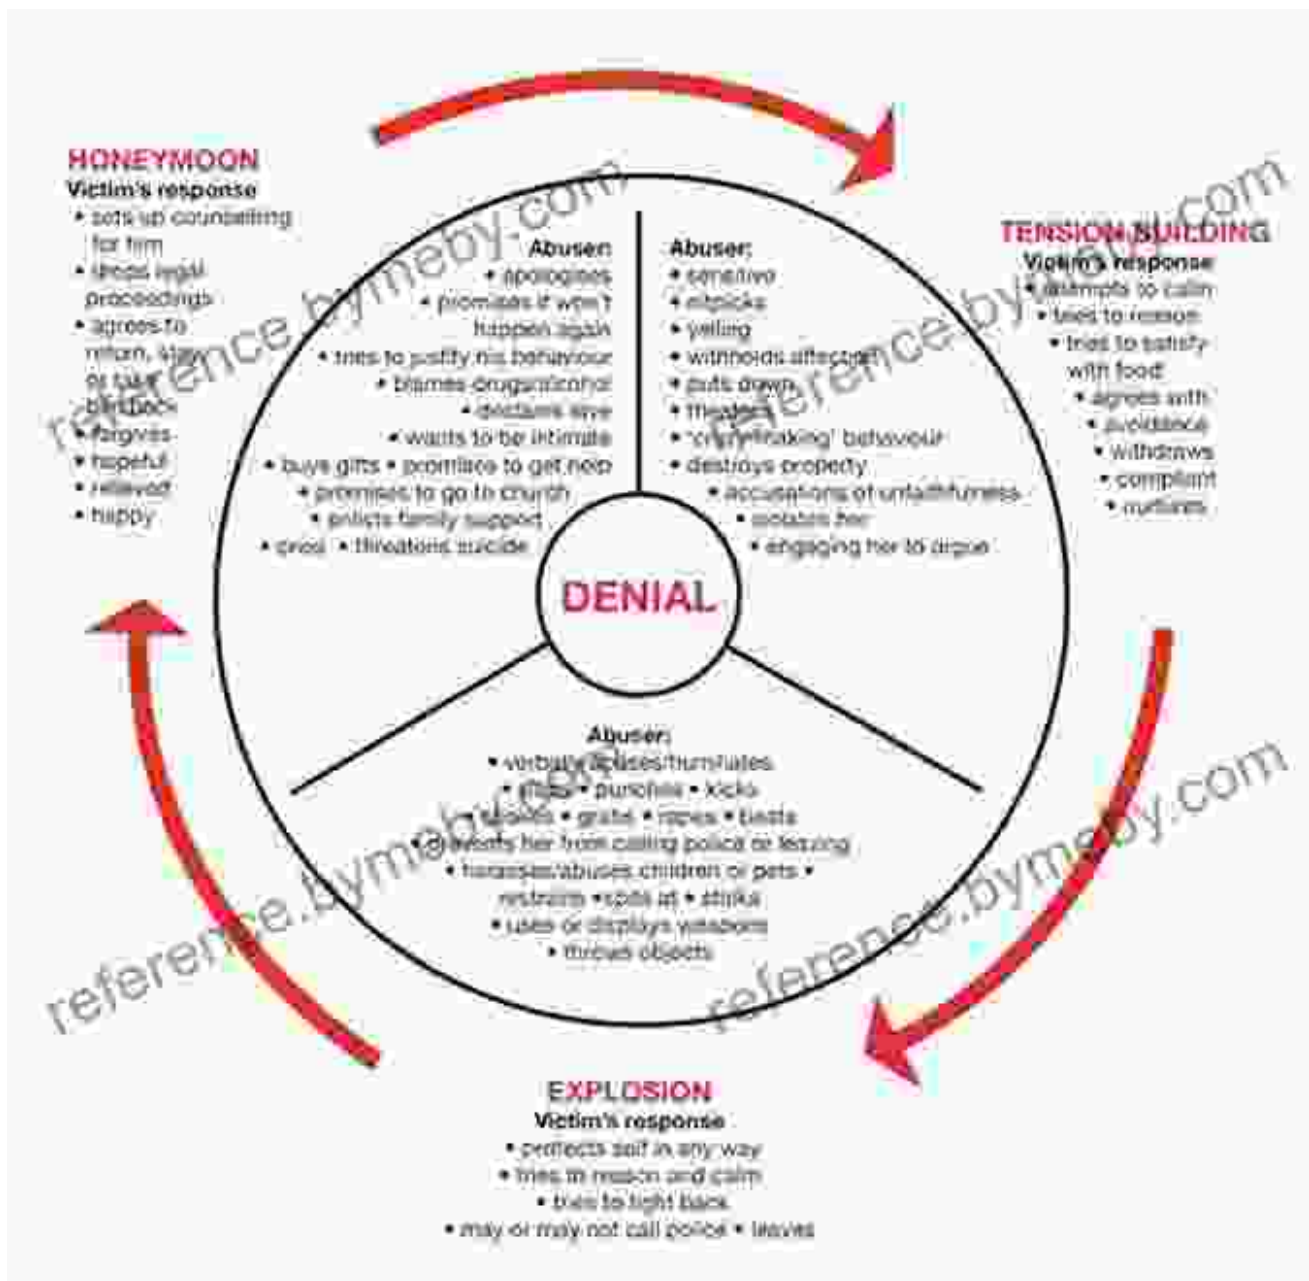 HONEYMOON
Victim's response
• sets up counselling
for him
• drops legal
proceedings
• agrees to
return, stay
or take
him back
• forgives
• hopeful
• relieved
• happy
Abuser:
• apologises
• promises it won't
happen again
• tries to justify his behaviour
• blames drugs/alcohol
• declares love
• wants to be intimate
• buys gifts • promises to get help
• promises to go to church
• enlists family support
• cries • threatens suicide
Abuser:
• sensitive
• nitpicks
• yelling
• withholds affection
• puts down
• threatens
• 'crazy-making' behaviour
• destroys property
• accusations of unfaithfulness
• isolates her
• engaging her to argue
TENSION BUILDING
Victim's response
• attempts to calm
• tries to reason
• tries to satisfy
with food
• agrees with
• avoidance
• withdraws
• compliant
• nurtures
DENIAL
Abuser:
• verbally abuses/humiliates
• slaps • punches • kicks
• grabs • rapes • beats
• prevents her from calling police or leaving
• harasses/abuses children or pets •
restrains • spits at • stalks
• uses or displays weapons
• throws objects
EXPLOSION
Victim's response
• protects self in any way
• tries to reason and calm
• tries to fight back
• may or may not call police • leaves
reference.bymeby.com
reference.bymeby.com
reference.bymeby.com
reference.bymeby.com